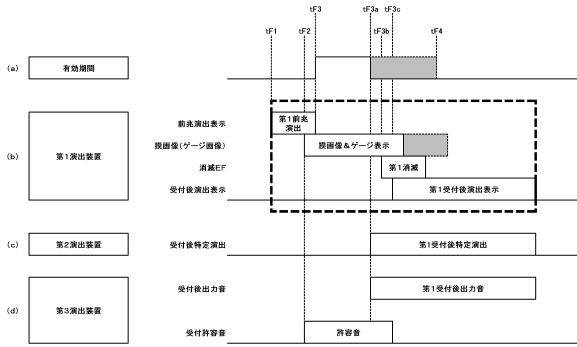 tF3 tF3a tF3c
tF1 tF2 tF3b tF4
(a) 有効期間
(b) 第1演出装置
前兆演出表示 第1前兆
演出
摸画像(ゲージ画像) 摸画像＆ゲージ表示
消滅EF 第1消滅
受付後演出表示 第1受付後演出表示
(c) 第2演出装置 受付後特定演出 第1受付後特定演出
(d) 第3演出装置
受付後出力音 第1受付後出力音
受付許容音 許容音